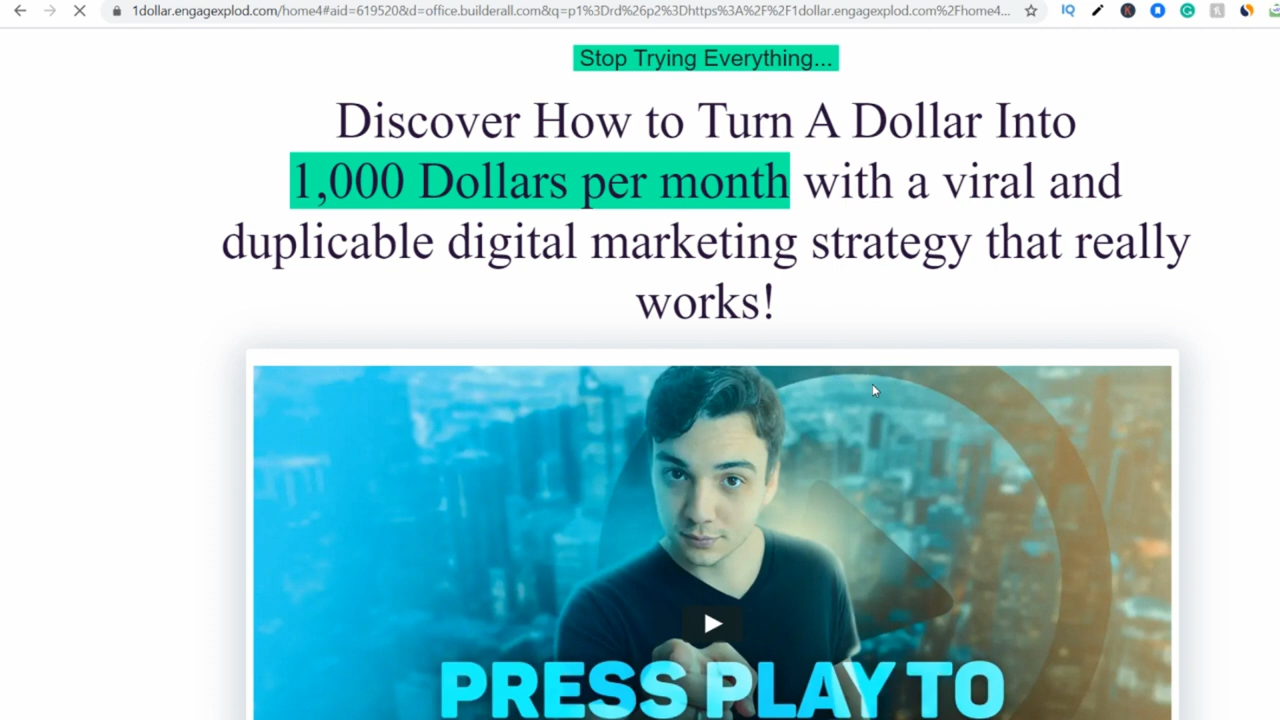 1dollar.engagexplod.com/home4#aid=619520&d=office.builderall.com&q=p1%3Drd%26p2%3Dhttps%3A%2F%2F1dollar.engagexplod.com%2Fhome4...
IQ
Stop Trying Everything...
Discover How to Turn A Dollar Into
1,000 Dollars per month with a viral and
duplicable digital marketing strategy that really
works!
PRESS PLAY TO